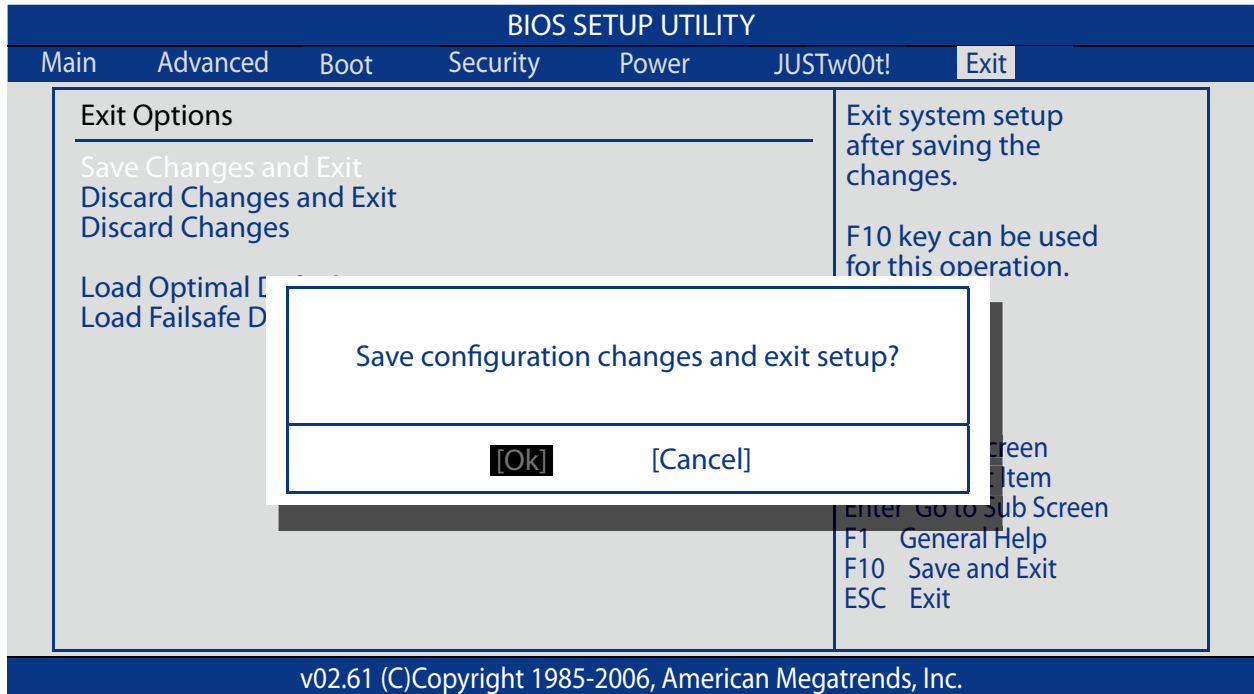 BIOS SETUP UTILITY
Main Advanced Boot Security Power JUSTw00t! Exit
Exit Options
Save Changes and Exit
Discard Changes and Exit
Discard Changes
Load Optimal
Load Failsafe
Exit system setup
after saving the
changes.
F10 key can be used
for this operation.
Save configuration changes and exit setup?
[Ok] [Cancel]
Item
Enter Go to Sub Screen
F1 General Help
F10 Save and Exit
ESC Exit
v02.61 (C)Copyright 1985-2006, American Megatrends, Inc.